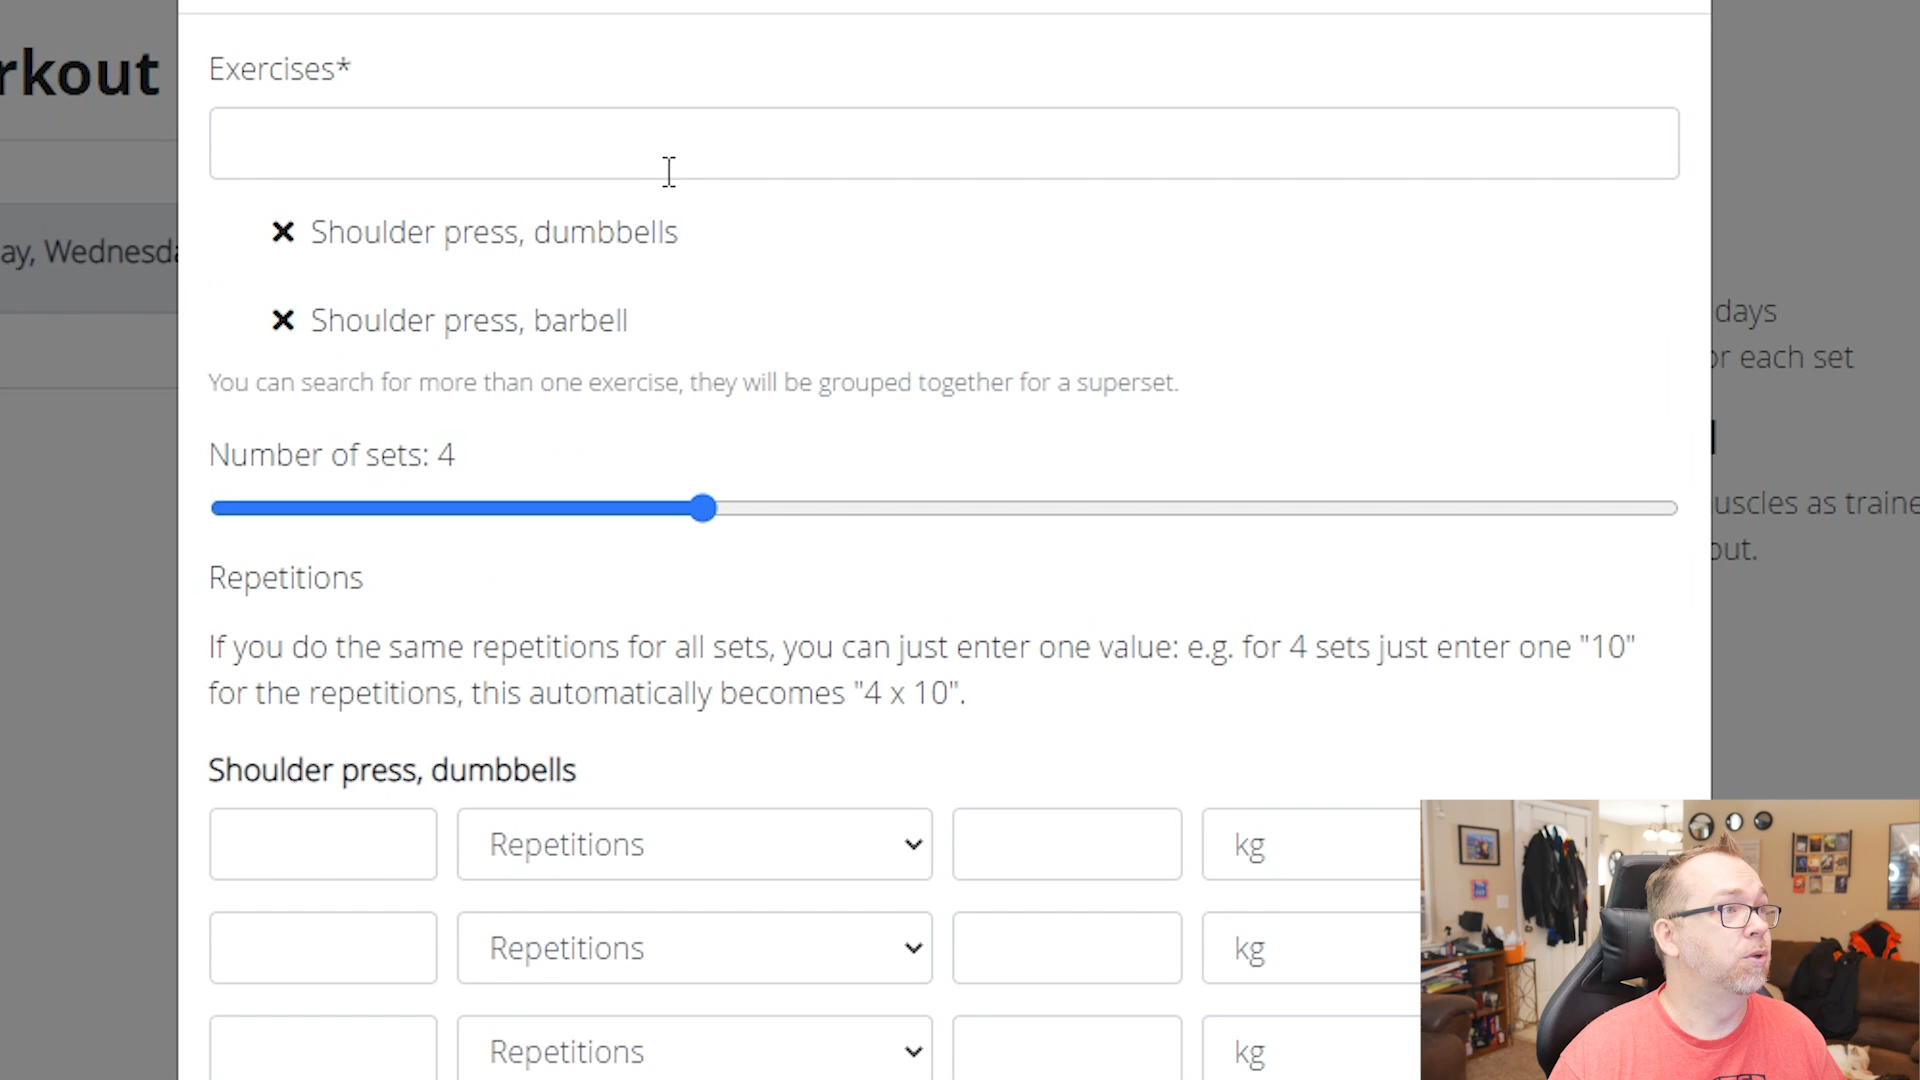 rkout
Exercises*
Shoulder press, dumbbells
ay, Wednesda
Shoulder press, barbell
days
or each set
You can search for more than one exercise, they will be grouped together for a superset.
Number of sets: 4
uscles as traine
out.
Repetitions
If you do the same repetitions for all sets, you can just enter one value: e.g. for 4 sets just enter one "10"
for the repetitions, this automatically becomes "4 x 10".
Shoulder press, dumbbells
Repetitions kg
Repetitions kg
Repetitions kg